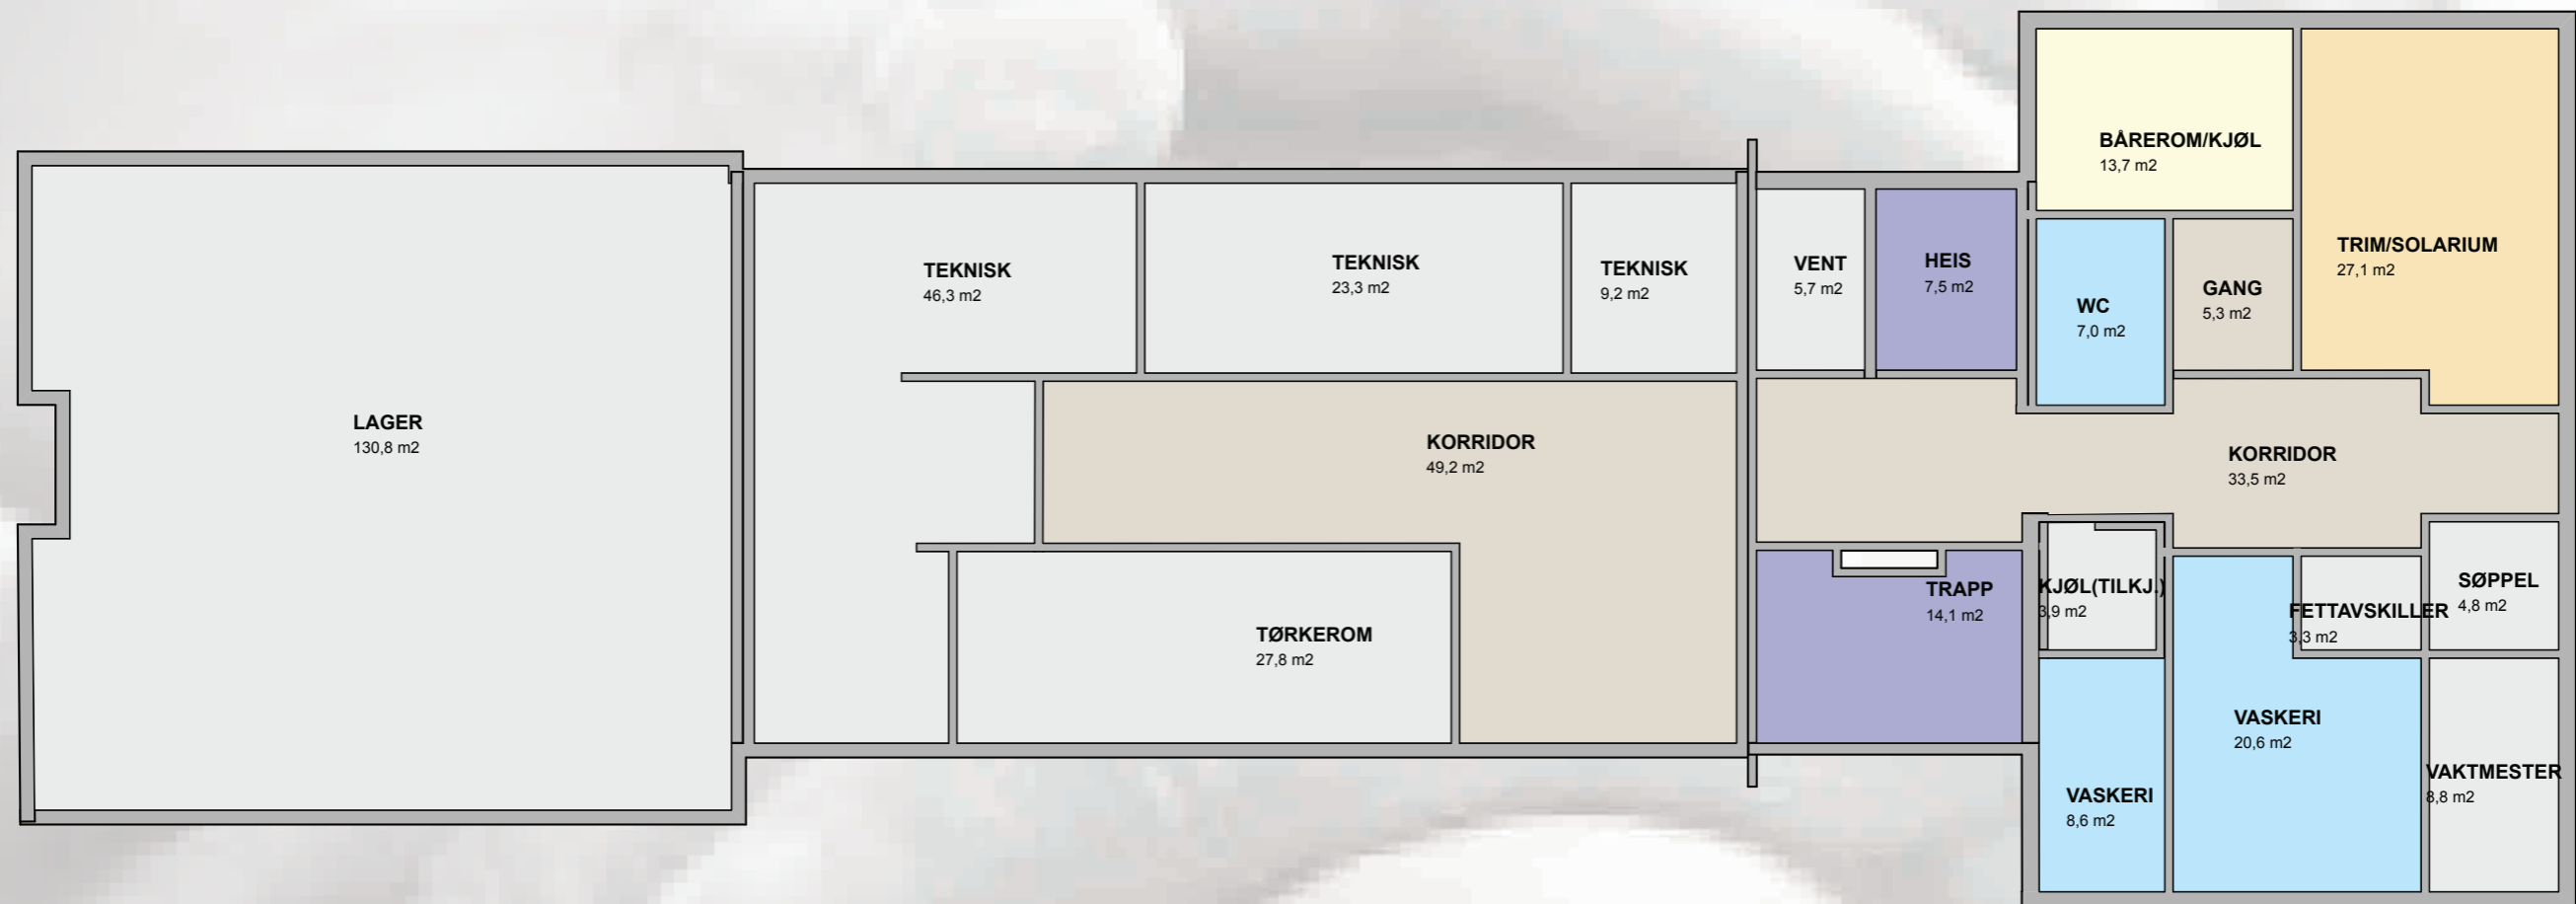 BÅREROM/KJØL
13,7 m2
TRIM/SOLARIUM
27,1 m2
TEKNISK
46,3 m2
TEKNISK
23,3 m2
TEKNISK
9,2 m2
VENT
5,7 m2
HEIS
7,5 m2
WC
7,0 m2
GANG
5,3 m2
LAGER
130,8 m2
KORRIDOR
49,2 m2
KORRIDOR
33,5 m2
TØRKEROM
27,8 m2
TRAPP
14,1 m2
KJØL(TILKJ.)
3,9 m2
FETTAVSKILLER
3,3 m2
SØPPEL
4,8 m2
VASKERI
8,6 m2
VASKERI
20,6 m2
VAKTMESTER
8,8 m2